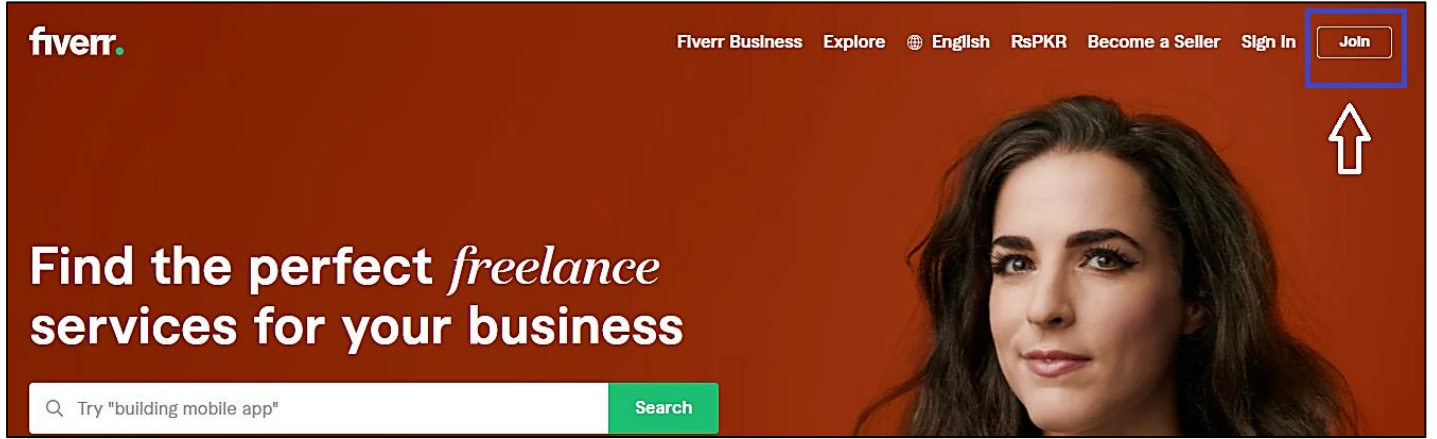 fiverr.
Fiverr Business Explore English RsPKR Become a Seller Sign In Join
Find the perfect freelance
services for your business
Try "building mobile app" Search